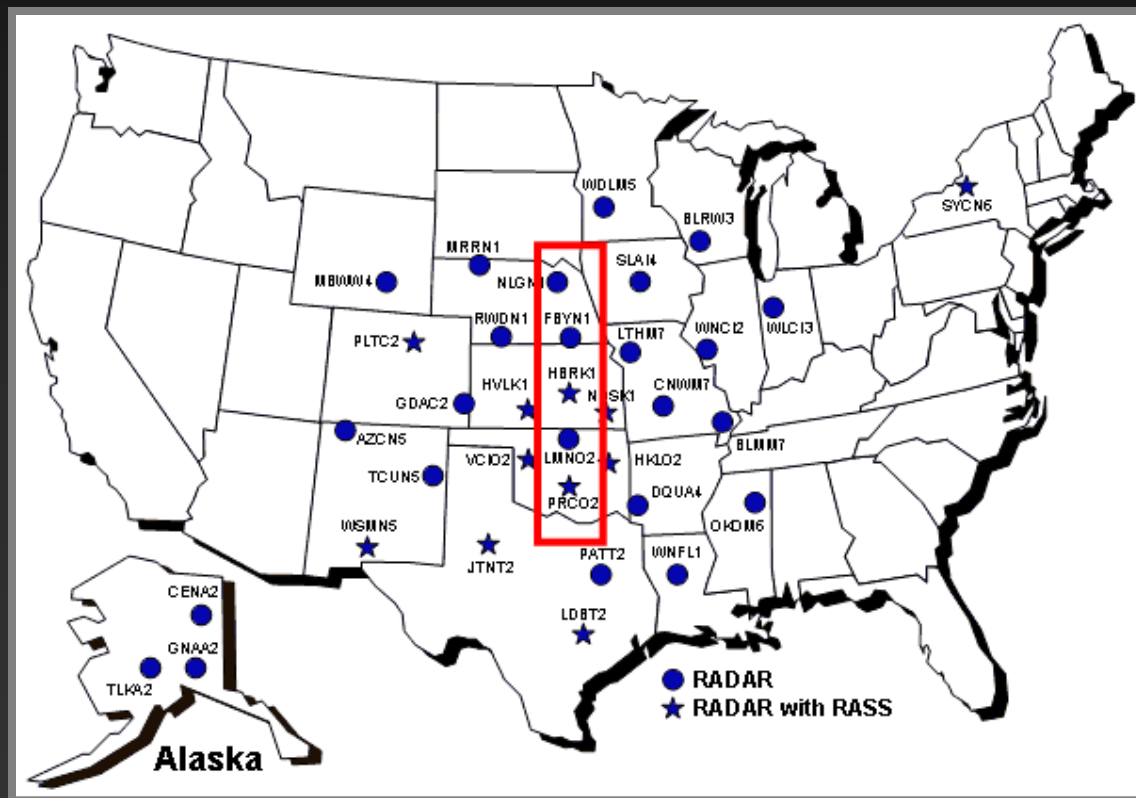 WDLM5
SYCN6
BLRW3
MRRN1
SLAI4
MBWW4
NLGN1
RWDN1
FBYN1
WLCI3
LTHM7
WNCI2
PLTC2
HBRK1
HVLK1
CNWM7
NDSK1
GDAC2
AZCN5
BLMM7
VCIO2
LMNO2
HKLO2
TCUN5
DQUA4
PRCO2
OKOM6
WSMN5
PATT2
WNFL1
JTNT2
CENA2
LDBT2
GNAA2
TLKA2
RADAR
RADAR with RASS
Alaska